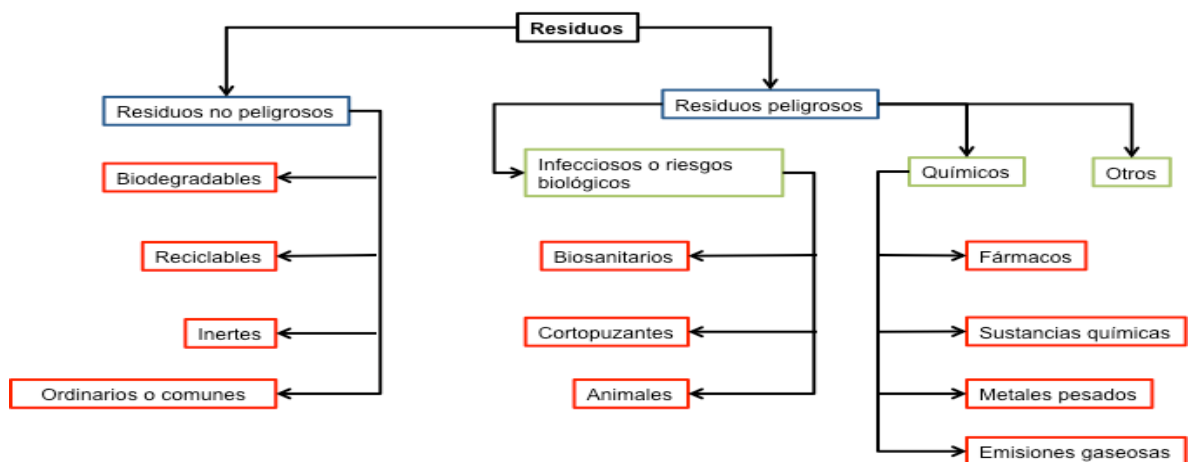 Residuos
Residuos no peligrosos
Residuos peligrosos
Biodegradables
Infecciosos o riesgos
biológicos
Químicos
Otros
Reciclables
Biosanitarios
Fármacos
Inertes
Cortopuzantes
Sustancias químicas
Ordinarios o comunes
Animales
Metales pesados
Emisiones gaseosas